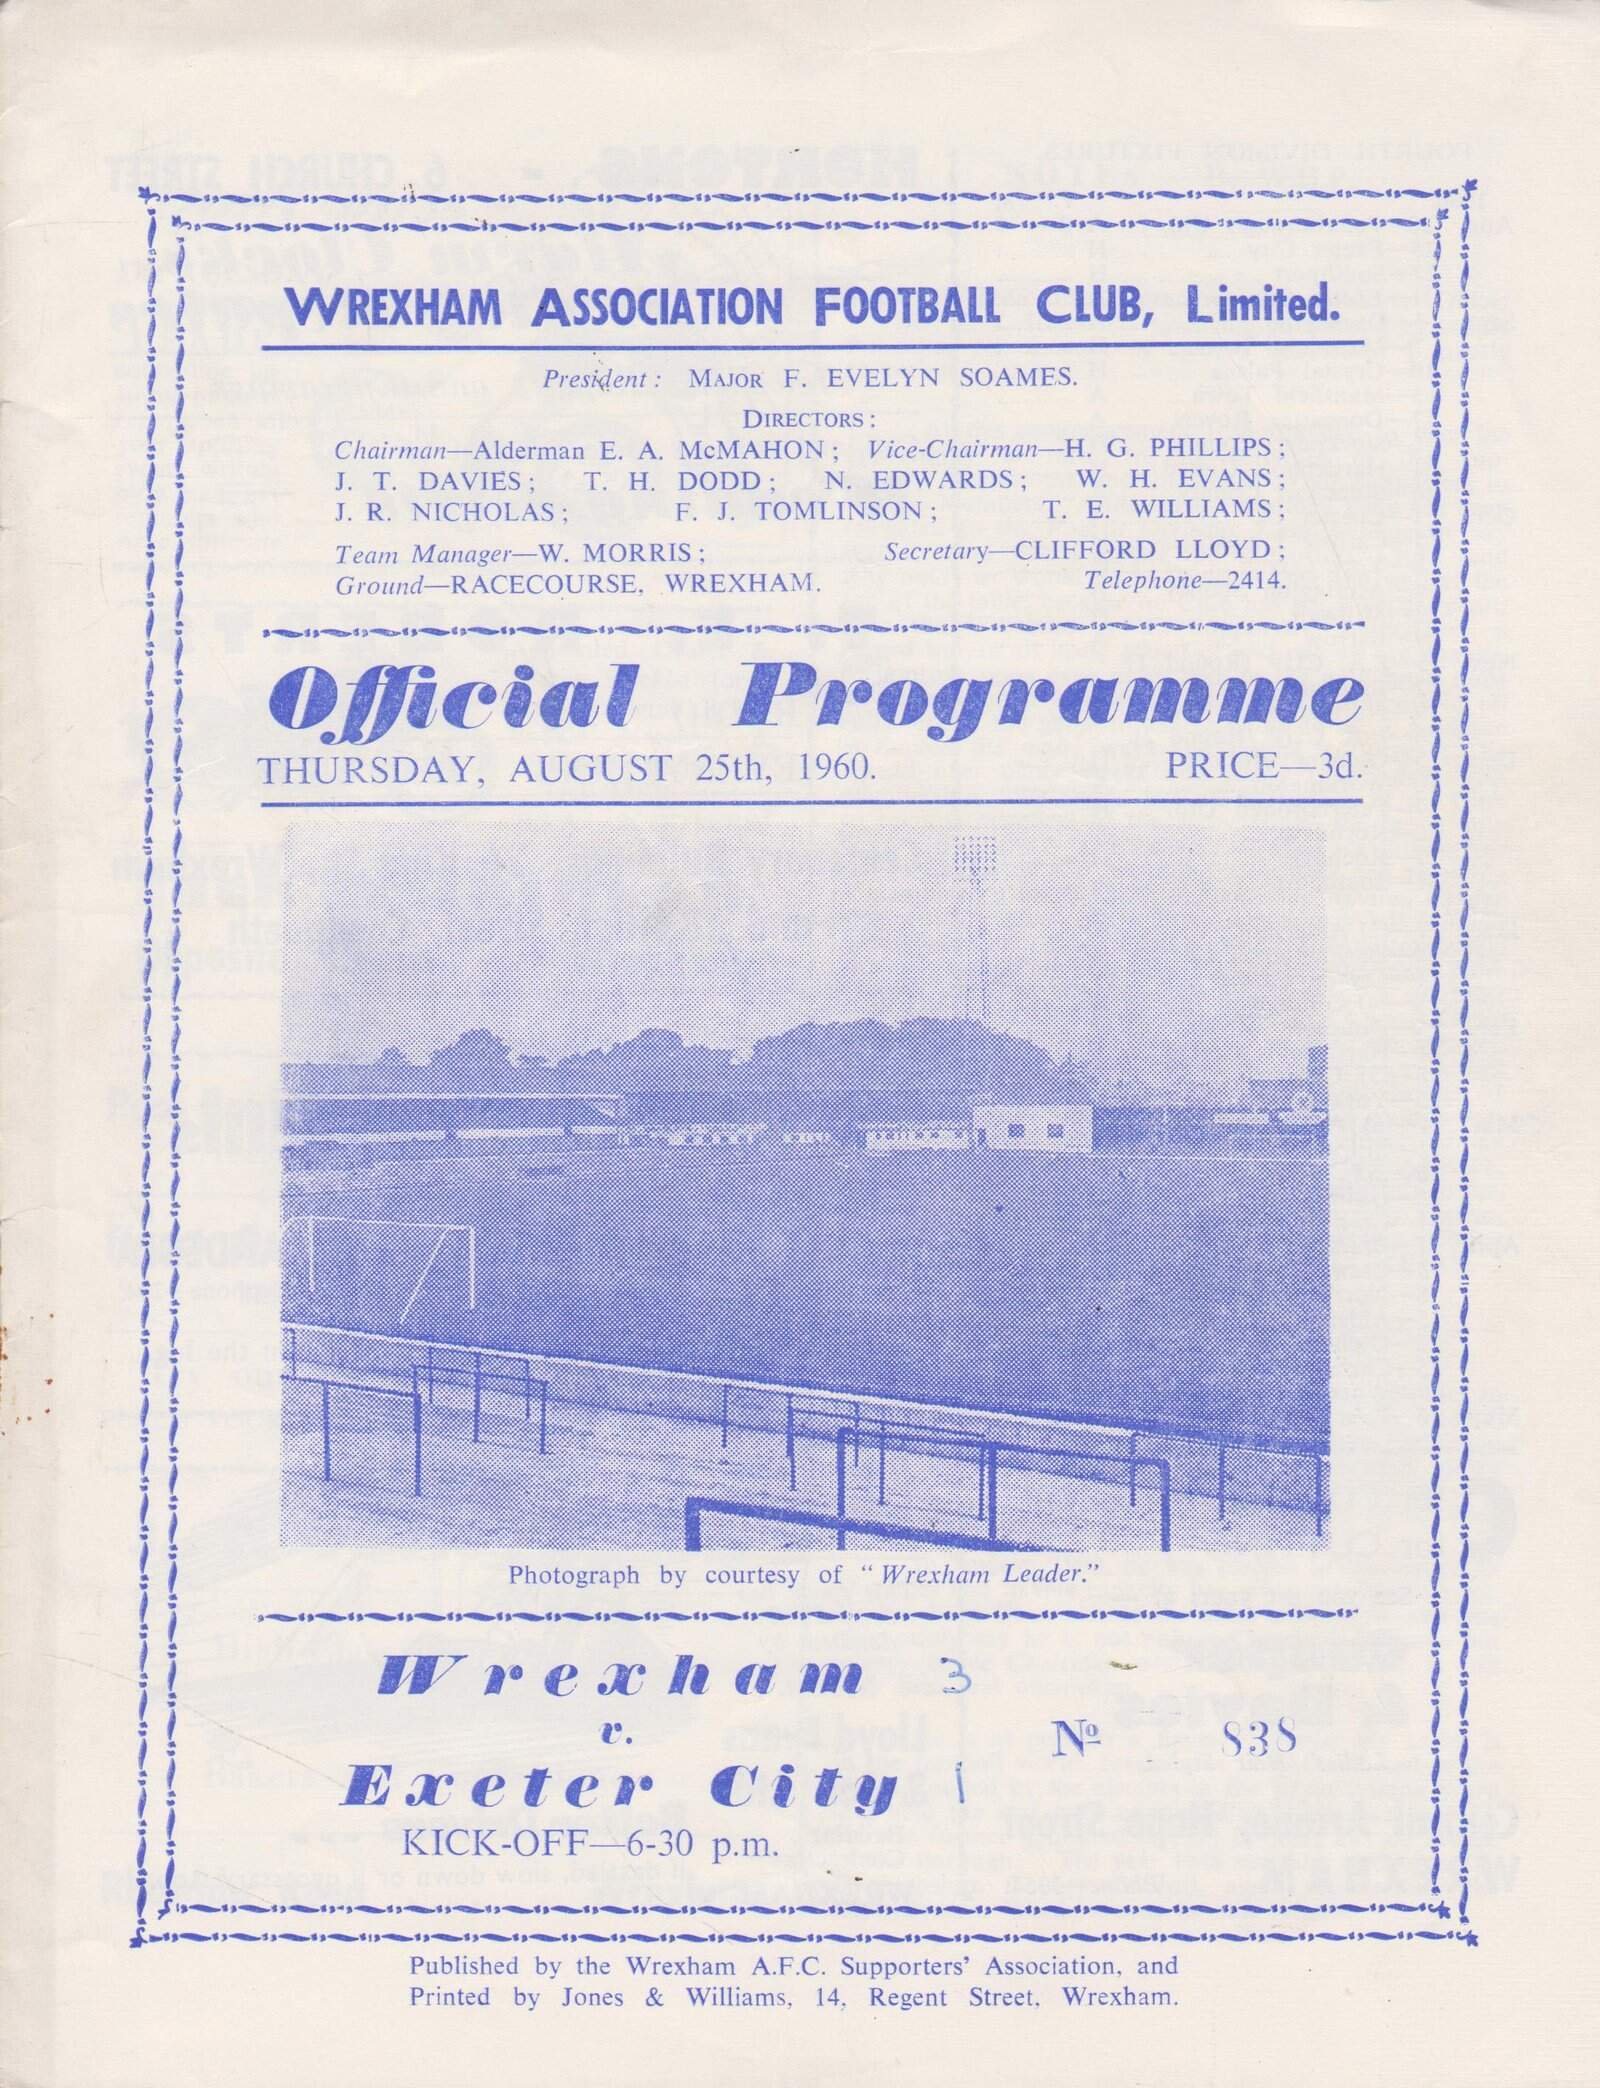 WREXHAM ASSOCIATION FOOTBALL CLUB, Limited.
President: MAJOR F. EVELYN SOAMES.
DIRECTORS:
Chairman—Alderman E. A. McMAHON; Vice-Chairman—H. G. PHILLIPS;
J. T. DAVIES; T. H. DODD; N. EDWARDS; W. H. EVANS;
J. R. NICHOLAS; F. J. TOMLINSON; T. E. WILLIAMS;
Team Manager—W. MORRIS; Secretary—CLIFFORD LLOYD;
Ground—RACECOURSE, WREXHAM. Telephone—2414.
Official Programme
THURSDAY, AUGUST 25th, 1960. PRICE—3d.
Photograph by courtesy of "Wrexham Leader."
Wrexham 3
v.
Nº 838
Exeter City 1
KICK-OFF—6-30 p.m.
Published by the Wrexham A.F.C. Supporters' Association, and
Printed by Jones & Williams, 14, Regent Street, Wrexham.